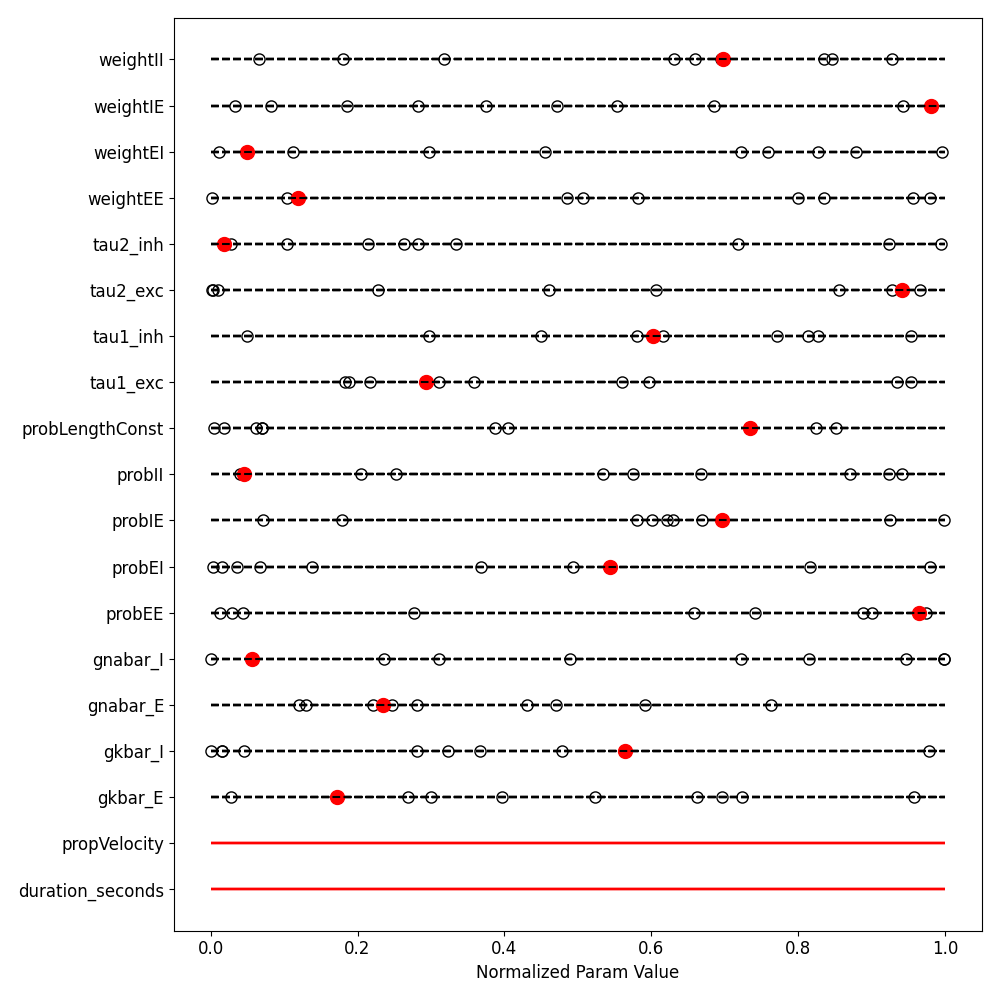 weightII
weightIE
weightEI
weightEE
tau2_inh
tau2_exc
tau1_inh
tau1_exc
probLengthConst
probII
probIE
probEI
probEE
gnabar_I
gnabar_E
gkbar_I
gkbar_E
propVelocity
duration_seconds
0.0 0.2 0.4 0.6 0.8 1.0
Normalized Param Value